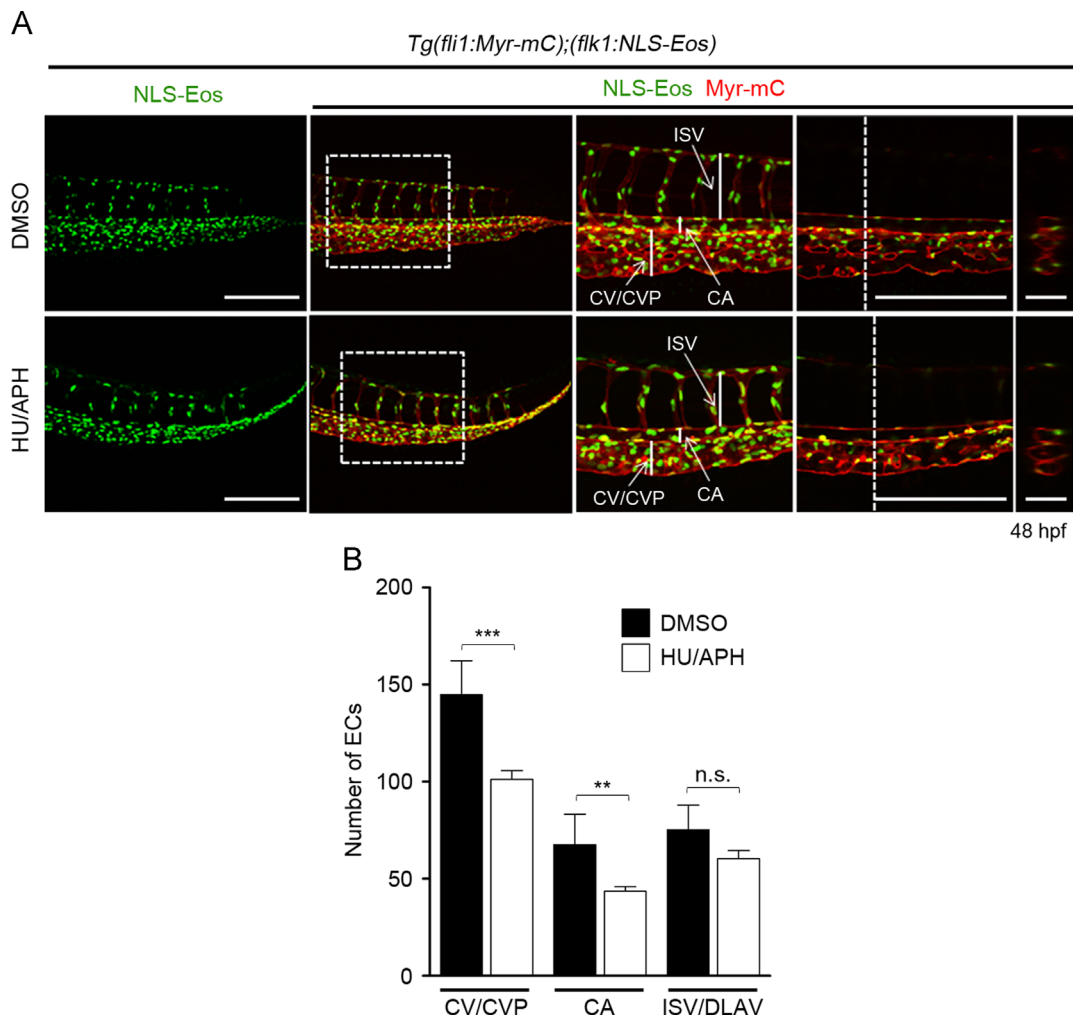 A
Tg(fli1:Myr-mC);(flk1:NLS-Eos)
NLS-Eos
NLS-Eos Myr-mC
DMSO
ISV
CV/CVP
CA
HU/APH
ISV
CV/CVP
CA
48 hpf
B
200
150
100
50
0
Number of ECs
DMSO
HU/APH
***
**
n.s.
CV/CVP
CA
ISV/DLAV